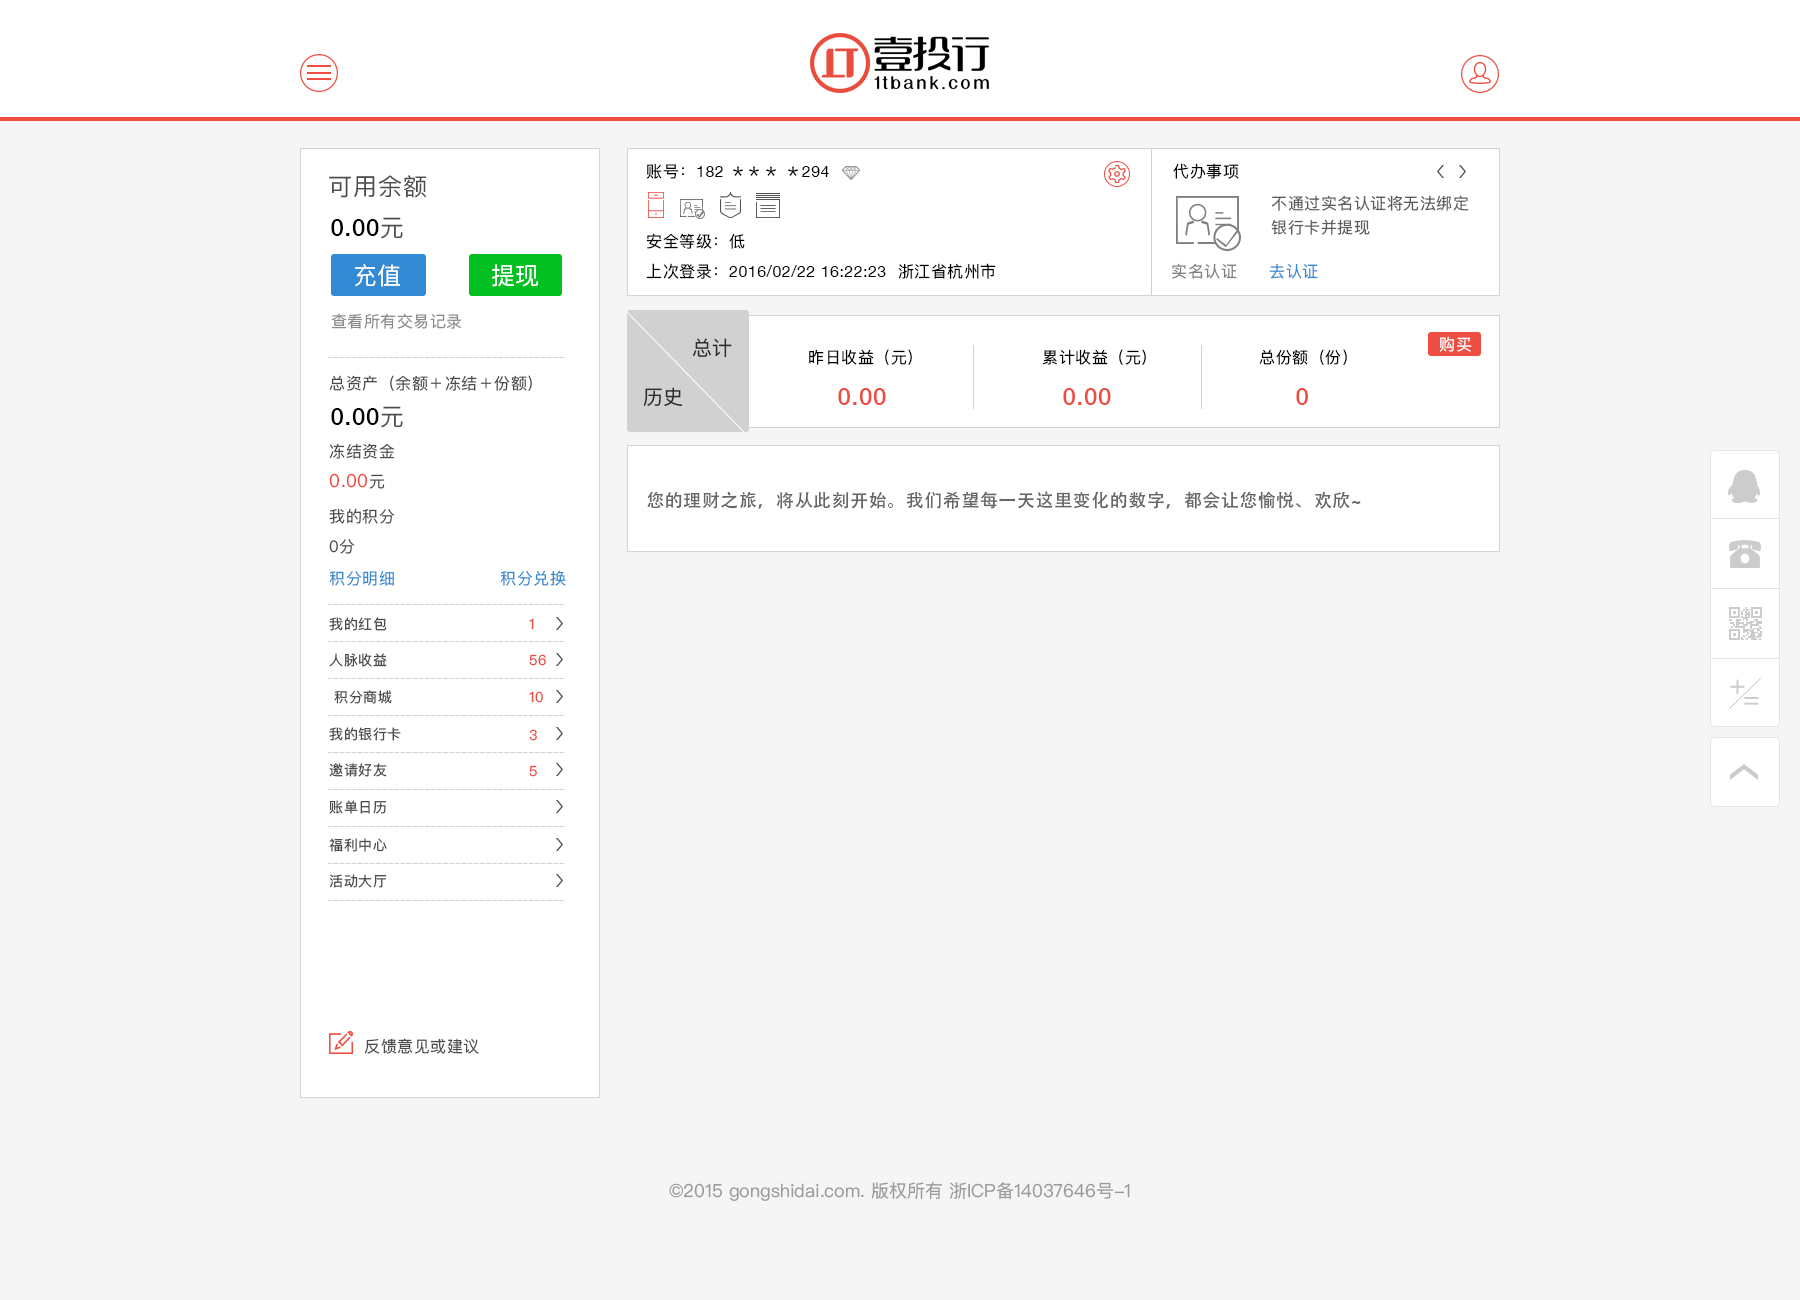 壹投行
1tbank.com
可用余额
0.00元
充值
提现
查看所有交易记录
总资产（余额+冻结+份额）
0.00元
冻结资金
0.00元
我的积分
0分
积分明细
积分兑换
我的红包 1
人脉收益 56
积分商城 10
我的银行卡 3
邀请好友 5
账单日历
福利中心
活动大厅
反馈意见或建议
账号：182 ＊＊＊ ＊294
安全等级：低
上次登录：2016/02/22 16:22:23 浙江省杭州市
代办事项
不通过实名认证将无法绑定
银行卡并提现
实名认证
去认证
总计
历史
昨日收益（元）
0.00
累计收益（元）
0.00
总份额（份）
0
购买
您的理财之旅，将从此刻开始。我们希望每一天这里变化的数字，都会让您愉悦、欢欣~
©2015 gongshidai.com. 版权所有 浙ICP备14037646号-1